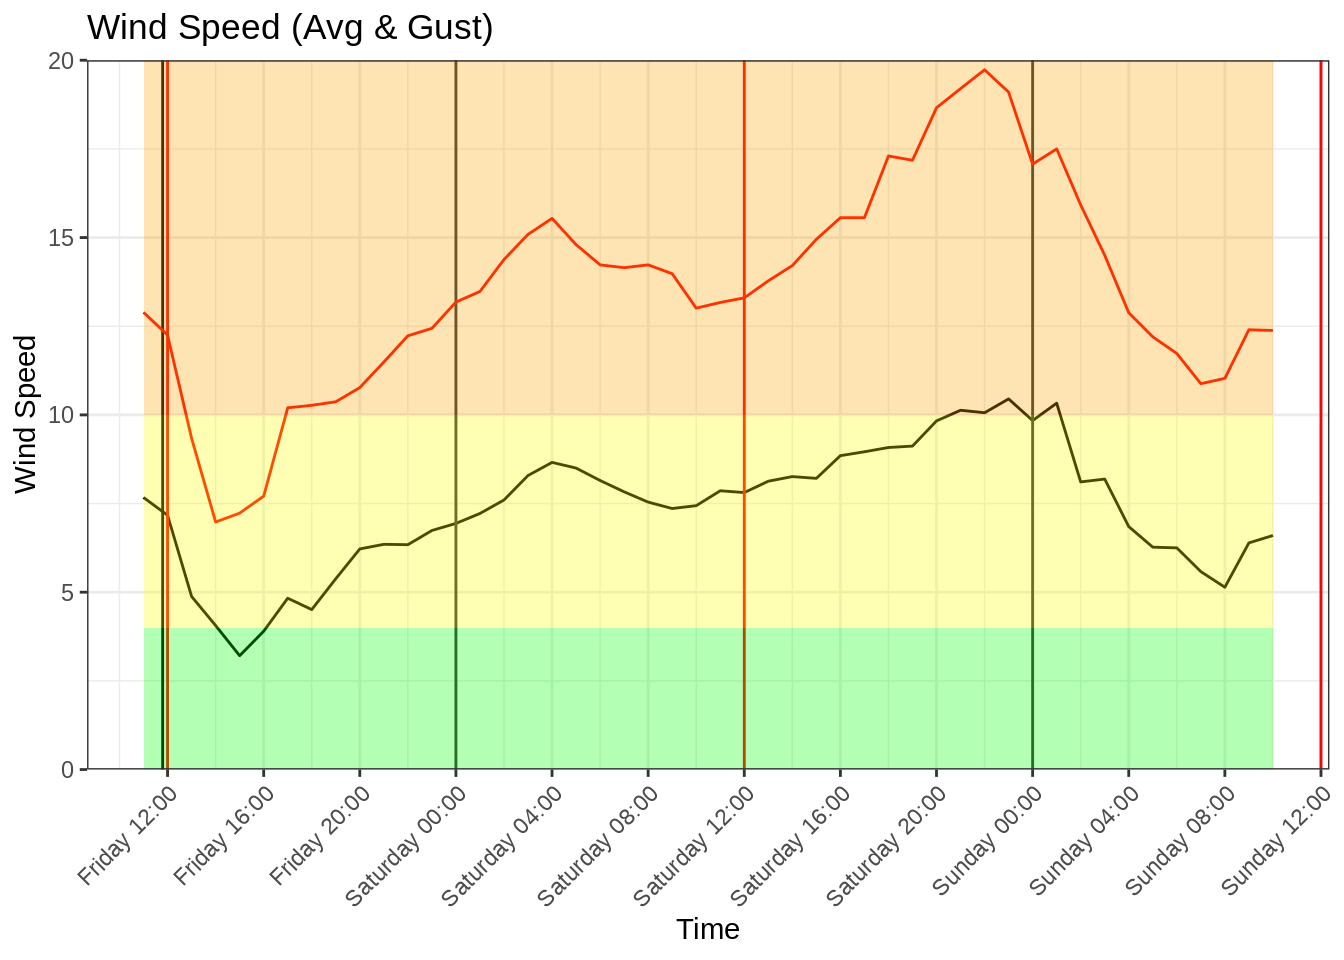 Wind Speed (Avg & Gust)
20
15
10
5
0
Wind Speed
Friday 12:00
Friday 16:00
Friday 20:00
Saturday 00:00
Saturday 04:00
Saturday 08:00
Saturday 12:00
Saturday 16:00
Saturday 20:00
Sunday 00:00
Sunday 04:00
Sunday 08:00
Sunday 12:00
Time